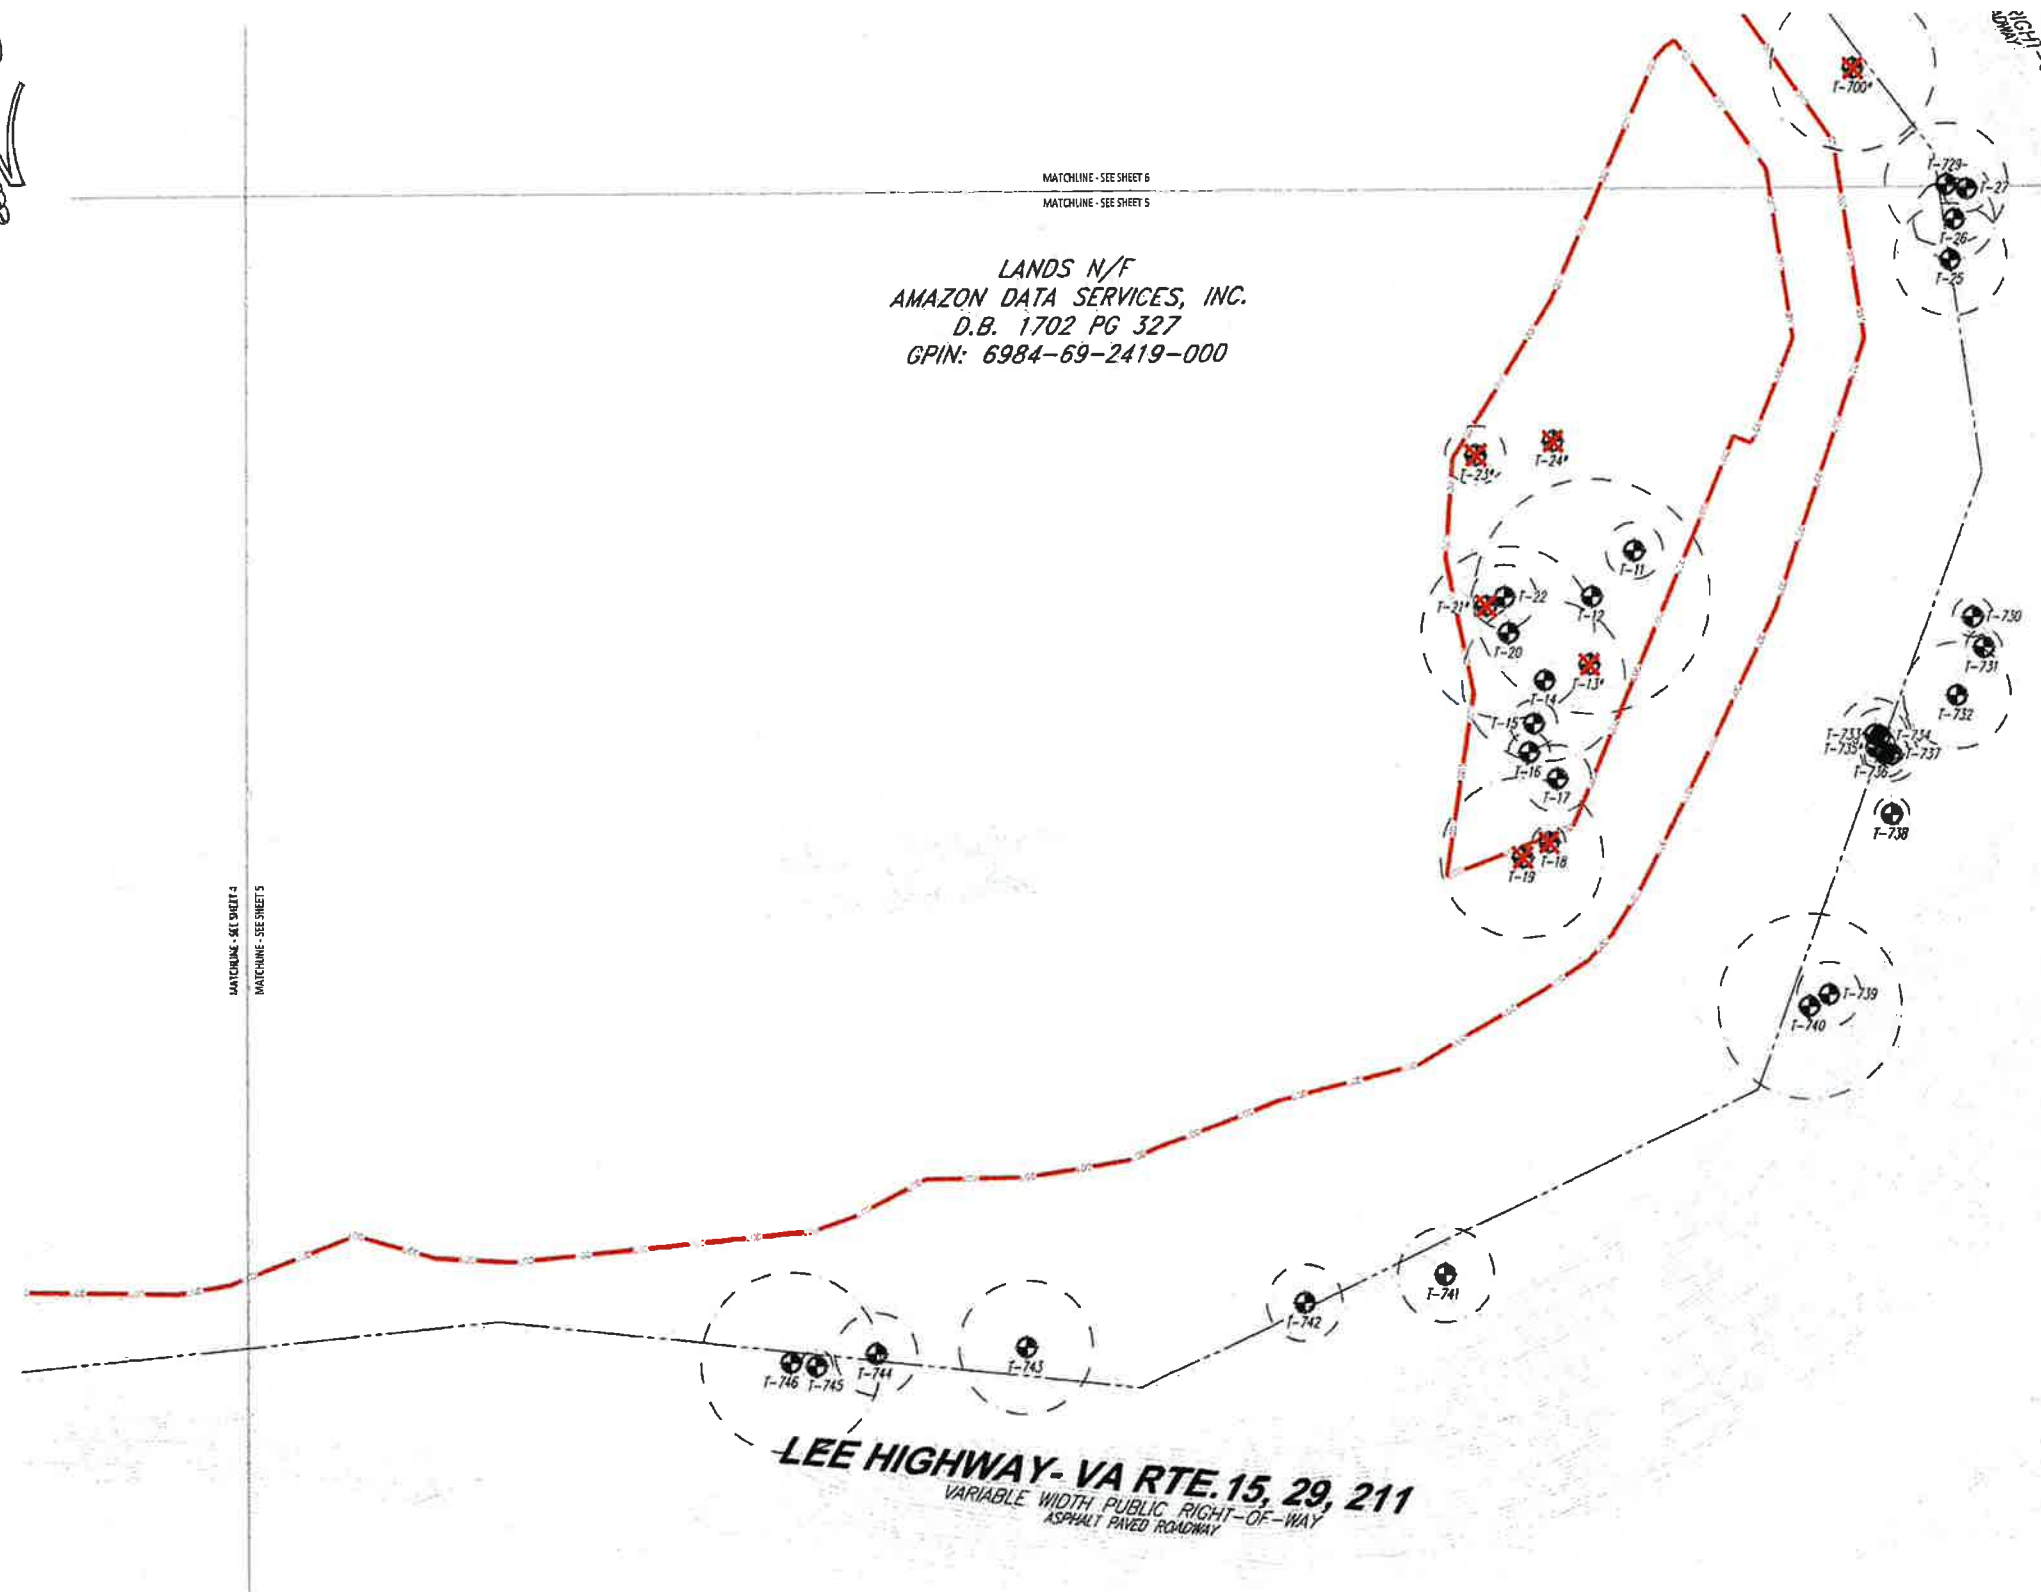 T-700*
T-729
T-27
T-26
T-25
MATCHLINE - SEE SHEET 6
MATCHLINE - SEE SHEET 5
LANDS N/F
AMAZON DATA SERVICES, INC.
D.B. 1702 PG 327
GPIN: 6984-69-2419-000
T-23*
T-24*
T-11
T-21*
T-22
T-12
T-20
T-13*
T-14
T-15
T-16
T-17
T-18
T-19
T-730
T-731
T-732
T-733
T-734
T-735*
T-737
T-736
T-738
MATCHLINE - SEE SHEET 4
MATCHLINE - SEE SHEET 5
T-739
T-740
T-741
T-742
T-743
T-744
T-746
T-745
LEE HIGHWAY- VA RTE.15, 29, 211
VARIABLE WIDTH PUBLIC RIGHT-OF-WAY
ASPHALT PAVED ROADWAY